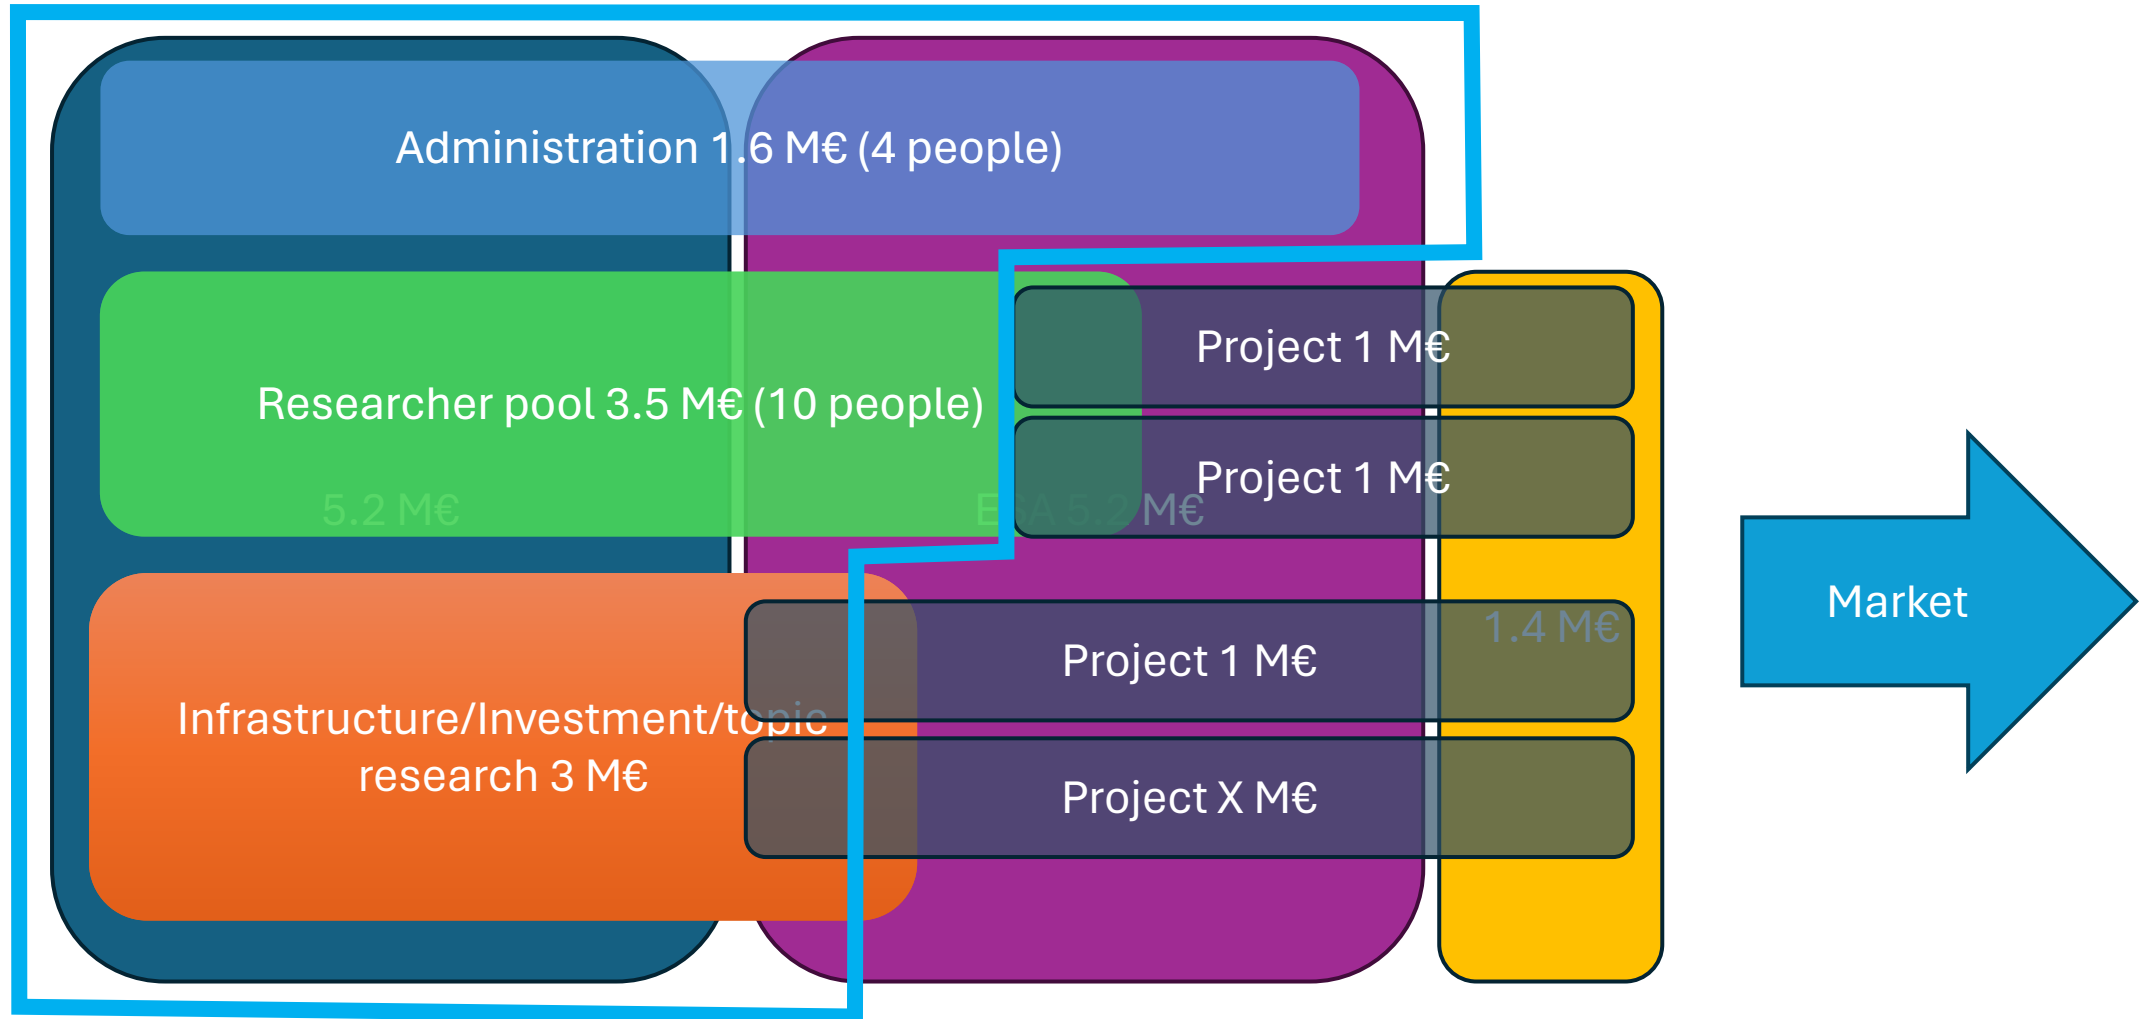 Administration 1.6 M€ (4 people)
Project 1 M€
Researcher pool 3.5 M€ (10 people)
Project 1 M€
5.2 M€
ESA 5.2 M€
Market
1.4 M€
Project 1 M€
Infrastructure/Investment/topic
research 3 M€
Project X M€